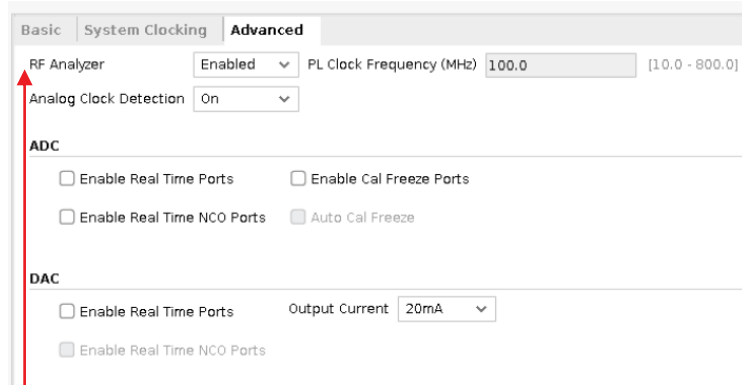 Basic System Clocking Advanced
RF Analyzer Enabled PL Clock Frequency (MHz) 100.0 [10.0 - 800.0]
Analog Clock Detection On
ADC
Enable Real Time Ports Enable Cal Freeze Ports
Enable Real Time NCO Ports Auto Cal Freeze
DAC
Enable Real Time Ports Output Current 20mA
Enable Real Time NCO Ports